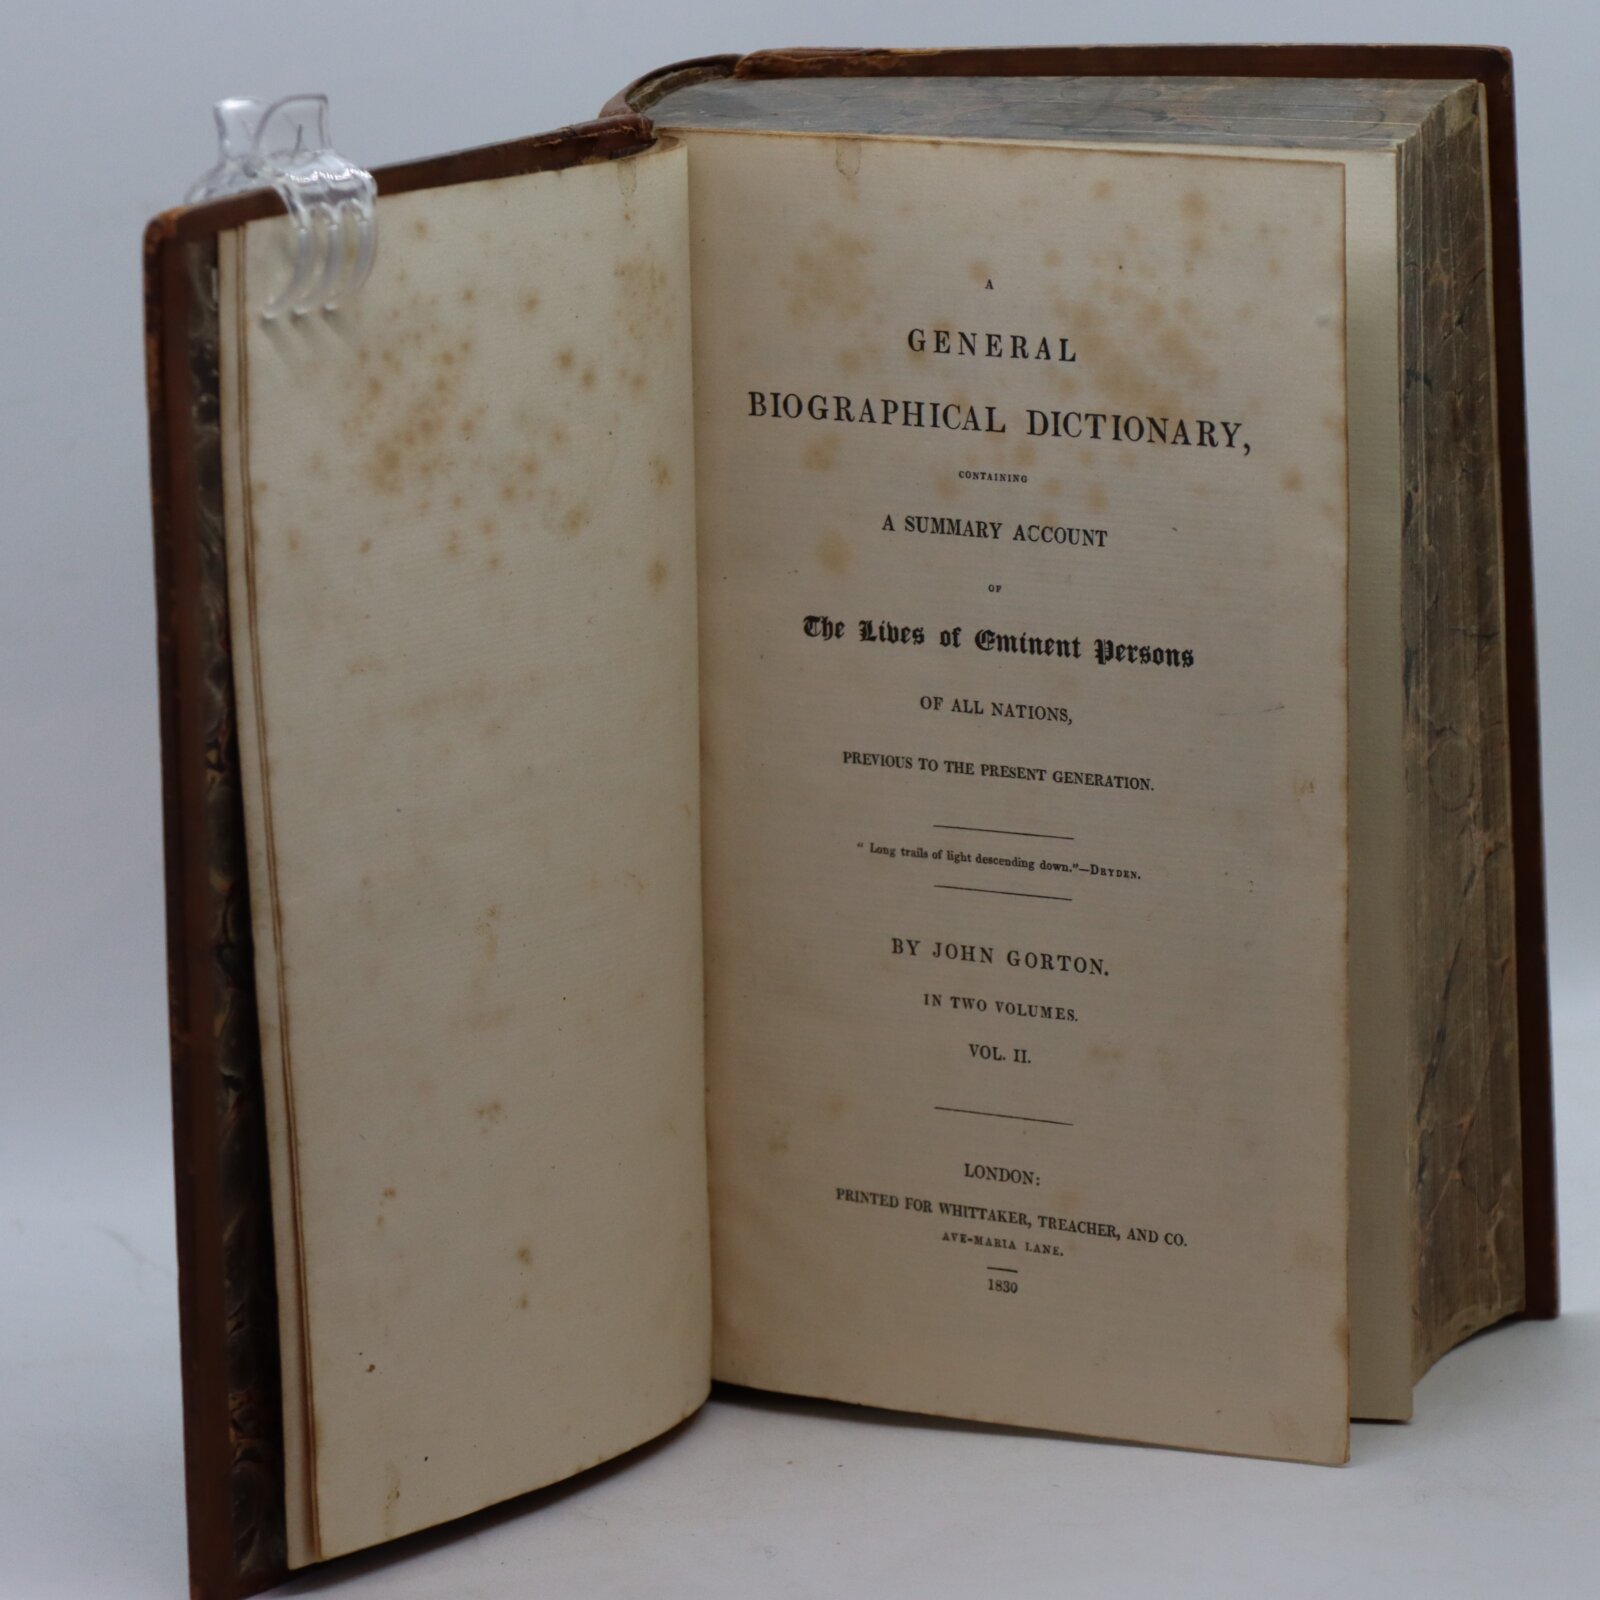 A
GENERAL
BIOGRAPHICAL DICTIONARY,
CONTAINING
A SUMMARY ACCOUNT
OF
The Lives of Eminent Persons
OF ALL NATIONS,
PREVIOUS TO THE PRESENT GENERATION.
" Long trails of light descending down."—DRYDEN.
BY JOHN GORTON.
IN TWO VOLUMES.
VOL. II.
LONDON:
PRINTED FOR WHITTAKER, TREACHER, AND CO.
AVE-MARIA LANE.
1830